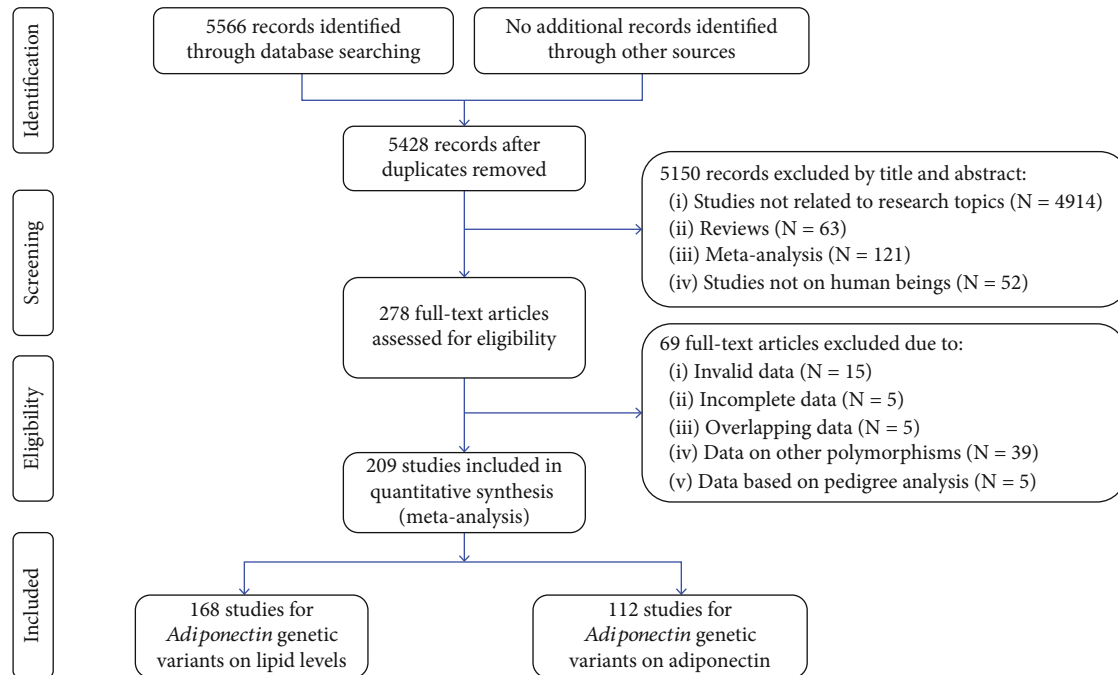 Identification
5566 records identified
through database searching
No additional records identified
through other sources
5428 records after
duplicates removed
Screening
5150 records excluded by title and abstract:
(i) Studies not related to research topics (N = 4914)
(ii) Reviews (N = 63)
(iii) Meta-analysis (N = 121)
(iv) Studies not on human beings (N = 52)
278 full-text articles
assessed for eligibility
Eligibility
69 full-text articles excluded due to:
(i) Invalid data (N = 15)
(ii) Incomplete data (N = 5)
(iii) Overlapping data (N = 5)
(iv) Data on other polymorphisms (N = 39)
(v) Data based on pedigree analysis (N = 5)
209 studies included in
quantitative synthesis
(meta-analysis)
Included
168 studies for
Adiponectin genetic
variants on lipid levels
112 studies for
Adiponectin genetic
variants on adiponectin